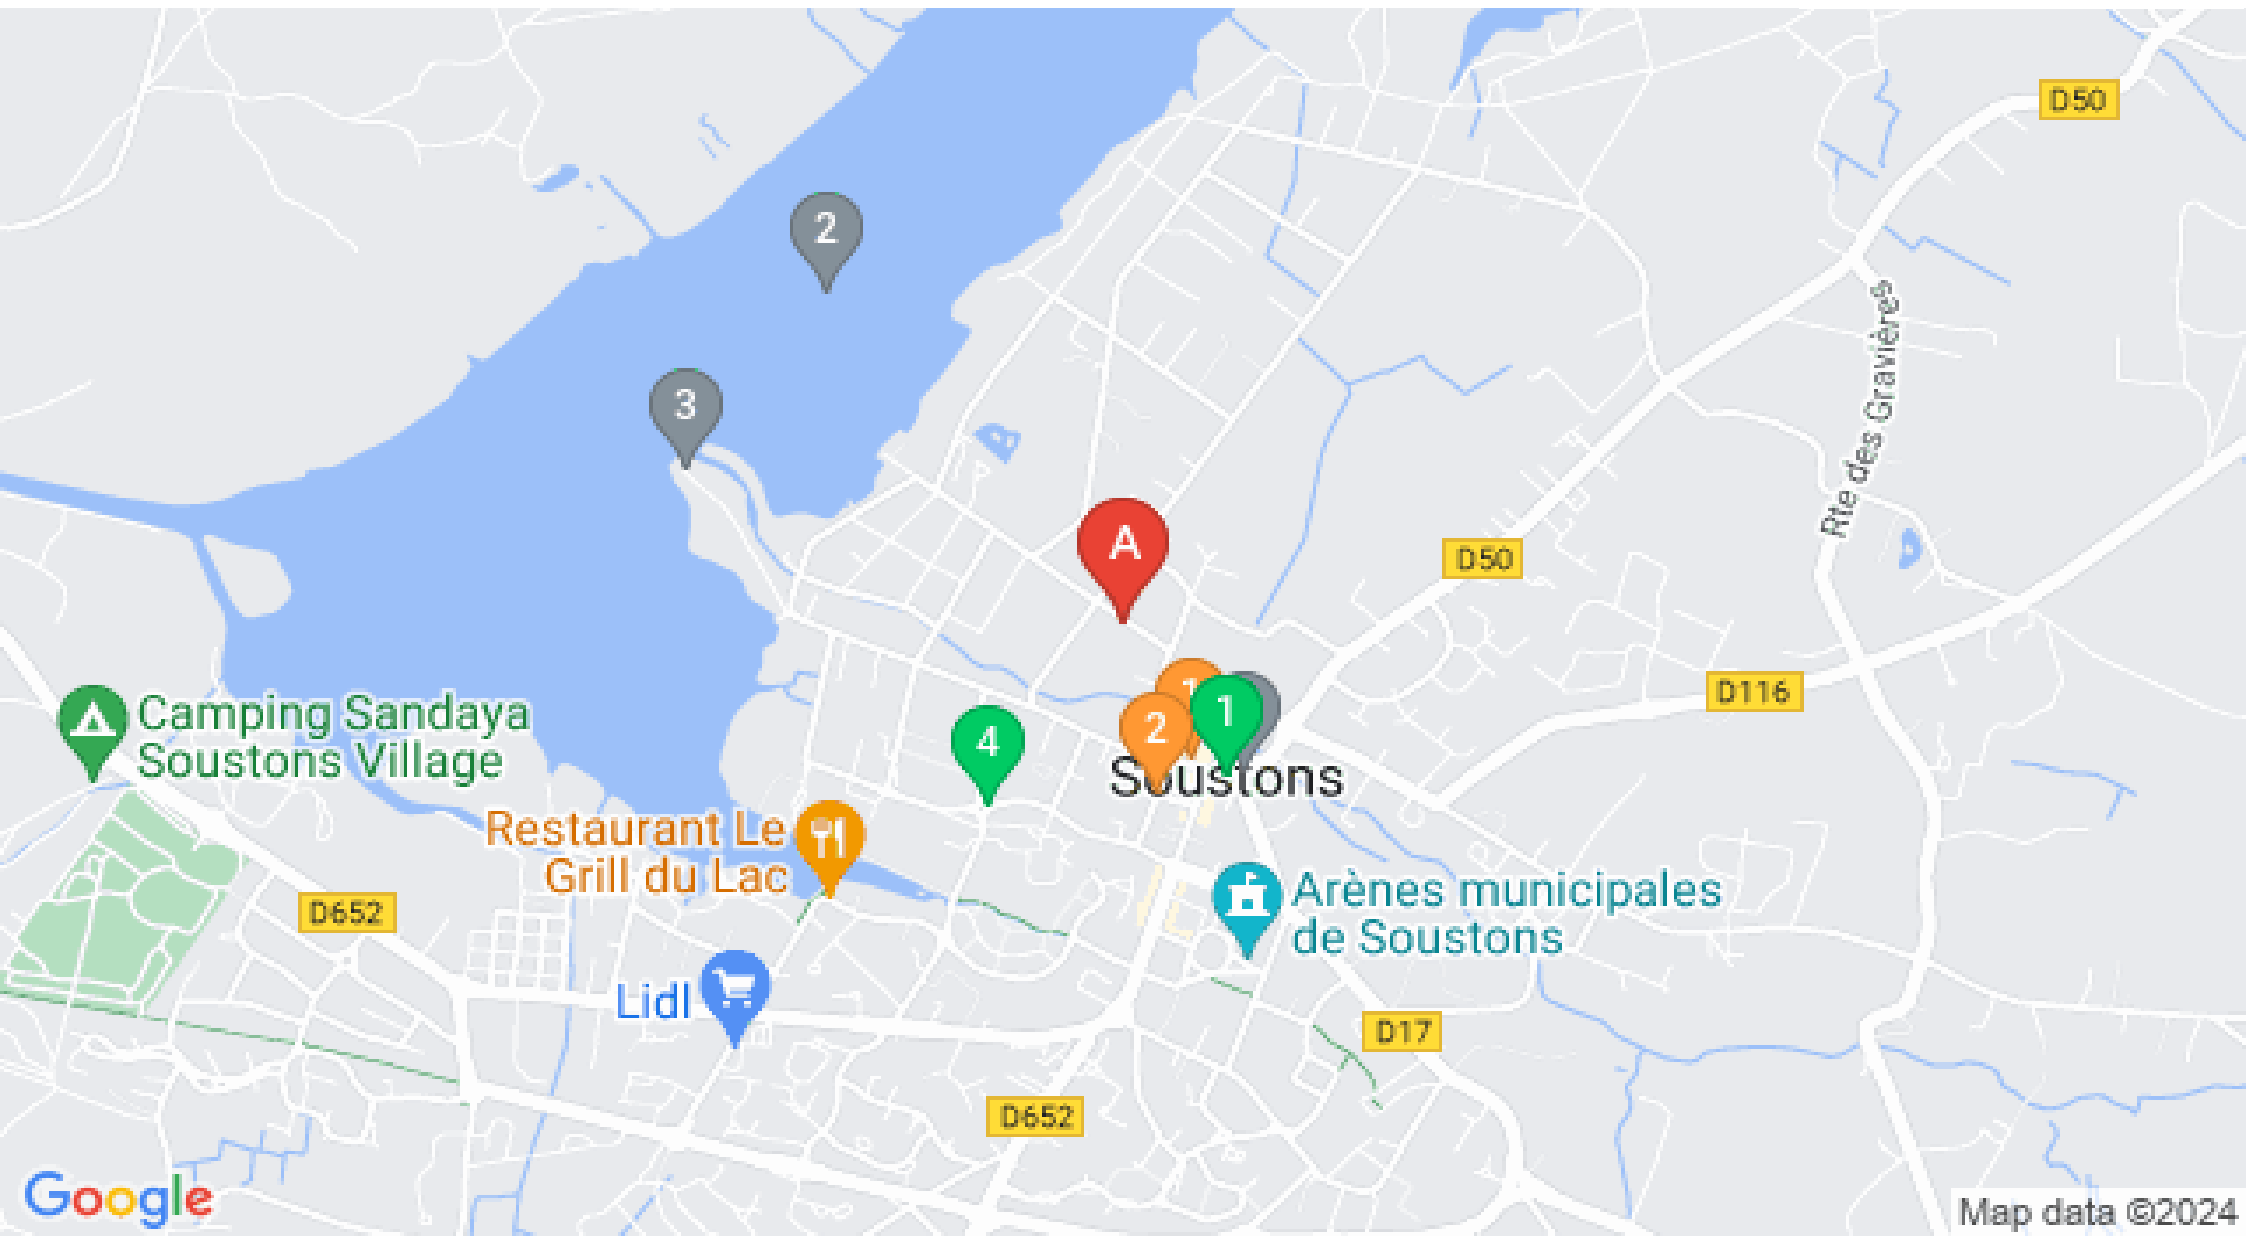 D50
2
Rte des Gravières
3
A
D50
D116
1
1
2
4
Camping Sandaya
Soustons Village
Soustons
Restaurant Le
Grill du Lac
Arènes municipales
de Soustons
D652
Lidl
D17
D652
Google
Map data ©2024